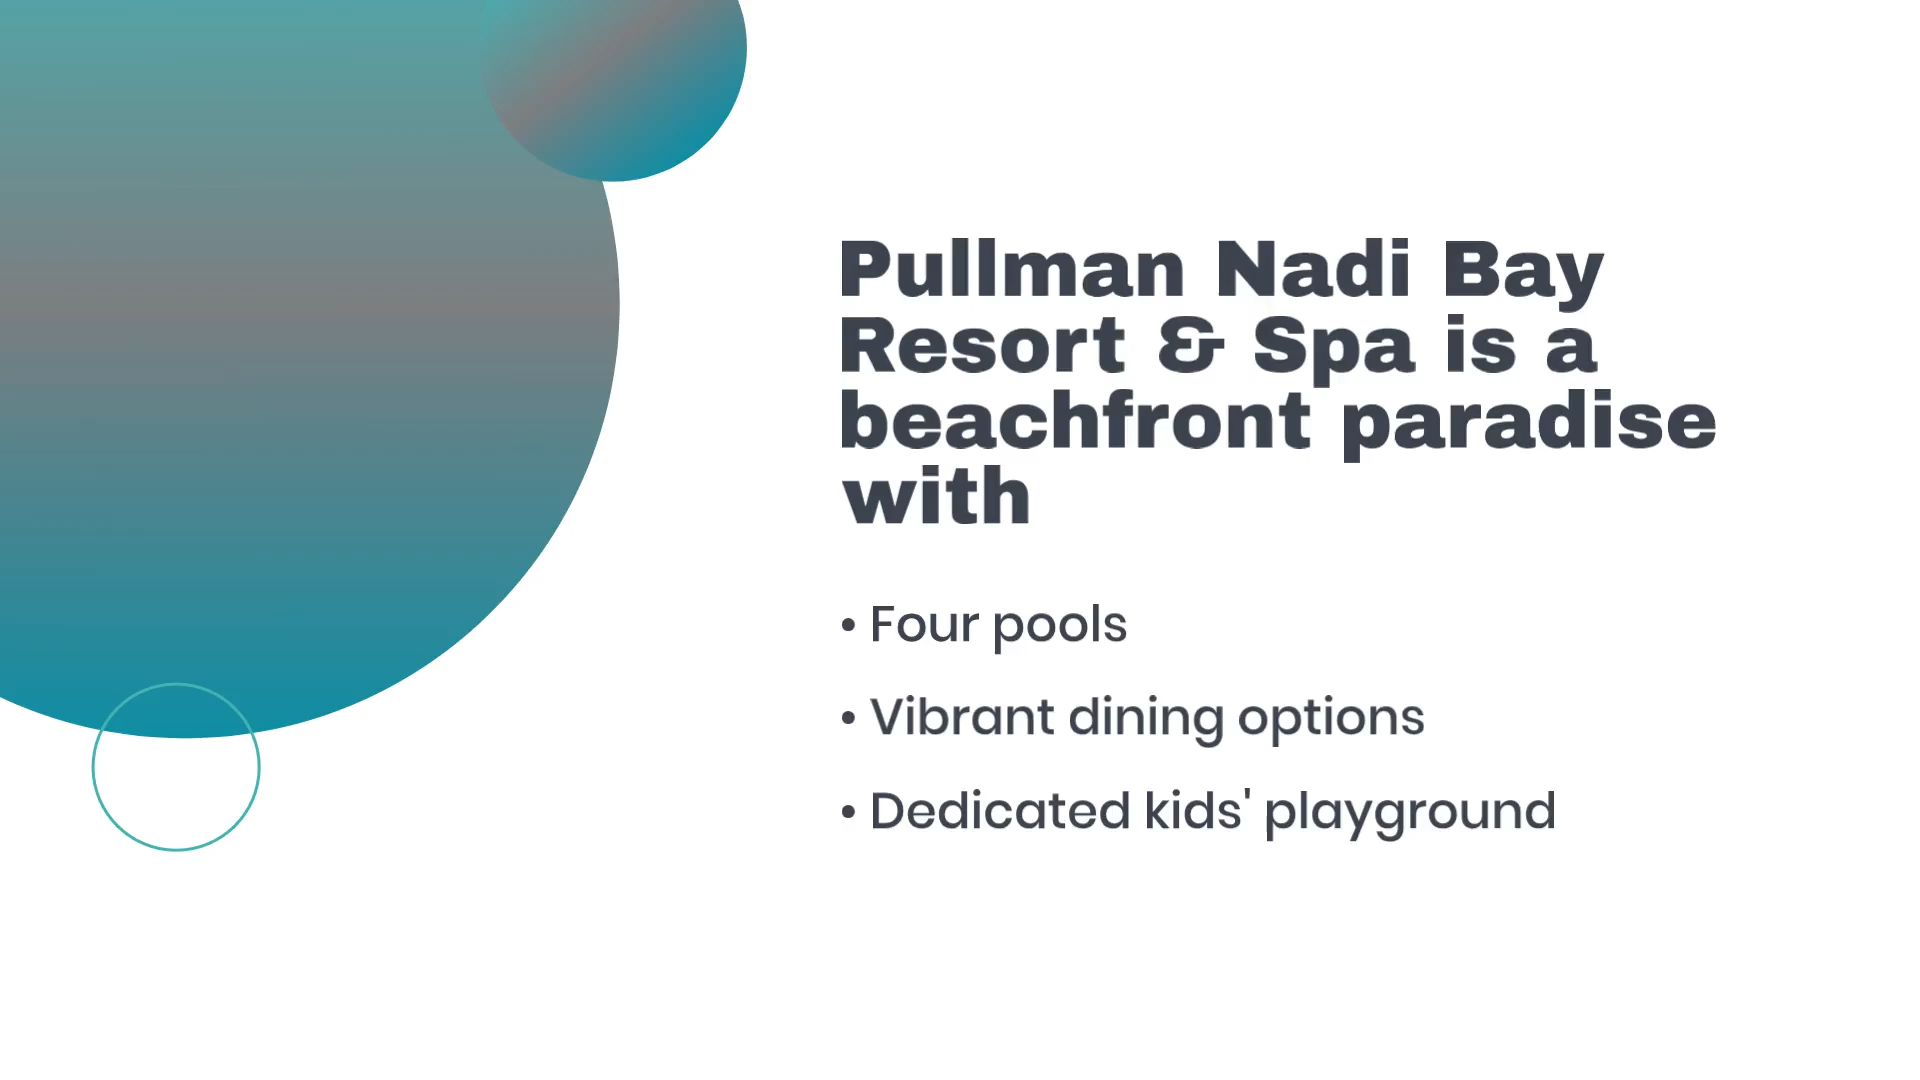 Pullman Nadi Bay
Resort & Spa is a
beachfront paradise
with
• Four pools
• Vibrant dining options
• Dedicated kids' playground